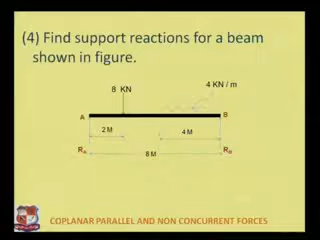 (4) Find support reactions for a beam
shown in figure.
8 KN
4 KN / m
A
B
2 M
4 M
RA
8 M
RB
COPLANAR PARALLEL AND NON CONCURRENT FORCES